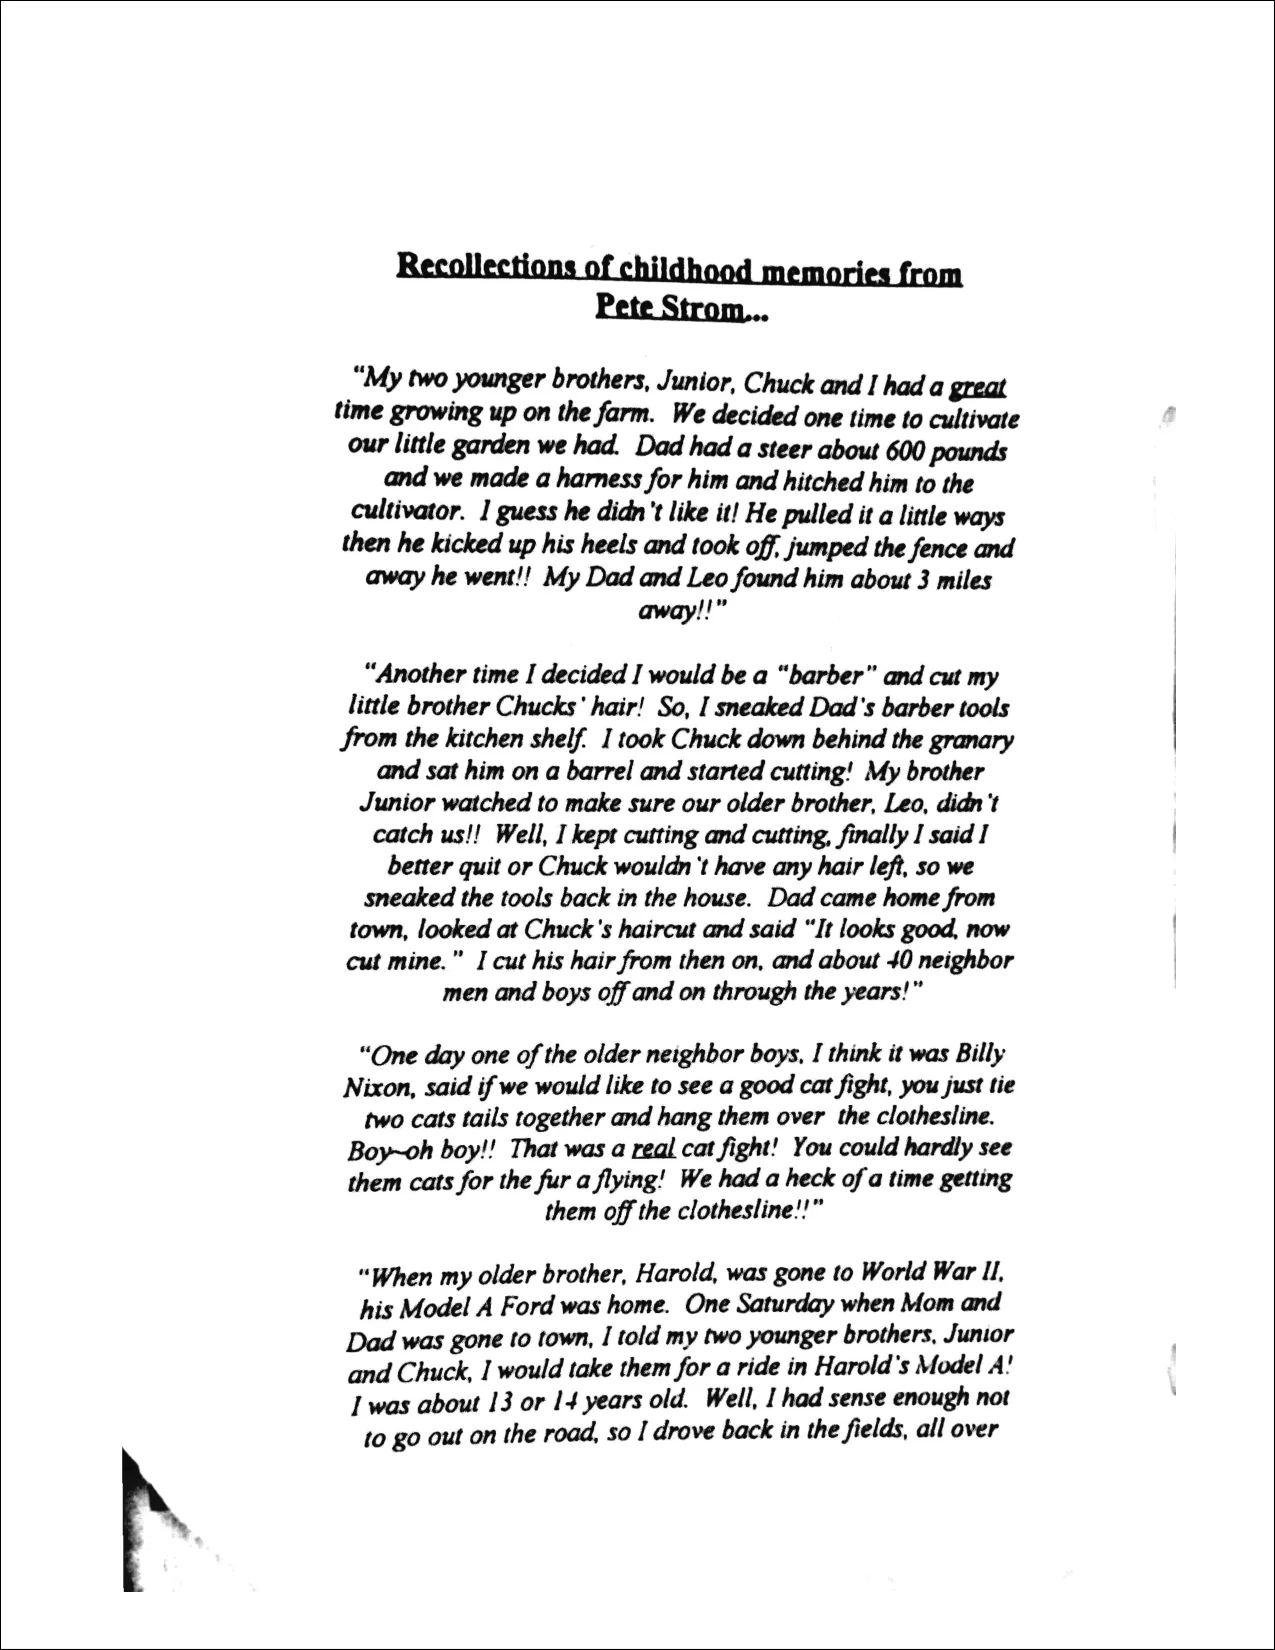 Recollections of childhood memories from
Pete Strom...
"My two younger brothers, Junior, Chuck and I had a great
time growing up on the farm. We decided one time to cultivate
our little garden we had. Dad had a steer about 600 pounds
and we made a harness for him and hitched him to the
cultivator. I guess he didn't like it! He pulled it a little ways
then he kicked up his heels and took off, jumped the fence and
away he went!! My Dad and Leo found him about 3 miles
away!!"
"Another time I decided I would be a "barber" and cut my
little brother Chucks' hair! So, I sneaked Dad's barber tools
from the kitchen shelf. I took Chuck down behind the granary
and sat him on a barrel and started cutting! My brother
Junior watched to make sure our older brother, Leo, didn't
catch us!! Well, I kept cutting and cutting, finally I said I
better quit or Chuck wouldn't have any hair left, so we
sneaked the tools back in the house. Dad came home from
town, looked at Chuck's haircut and said "It looks good, now
cut mine." I cut his hair from then on, and about 40 neighbor
men and boys off and on through the years!"
"One day one of the older neighbor boys, I think it was Billy
Nixon, said if we would like to see a good cat fight, you just tie
two cats tails together and hang them over the clothesline.
Boy~oh boy!! That was a real cat fight! You could hardly see
them cats for the fur a flying! We had a heck of a time getting
them off the clothesline!!"
"When my older brother, Harold, was gone to World War II,
his Model A Ford was home. One Saturday when Mom and
Dad was gone to town, I told my two younger brothers, Junior
and Chuck, I would take them for a ride in Harold's Model A!
I was about 13 or 14 years old. Well, I had sense enough not
to go out on the road, so I drove back in the fields, all over